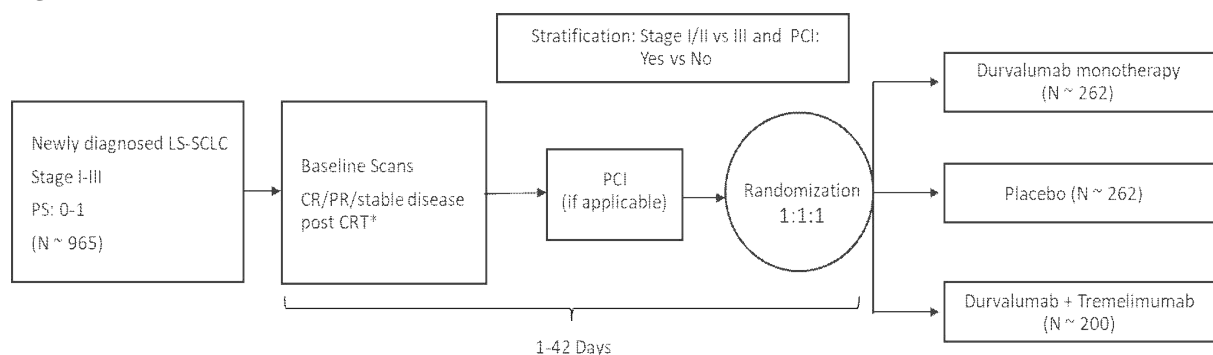 Stratification: Stage I/II vs III and PCI:
Yes vs No
Newly diagnosed LS-SCLC
Stage I-III
PS: 0-1
(N ~ 965)
Baseline Scans
CR/PR/stable disease
post CRT*
PCI
(if applicable)
Randomization
1:1:1
Durvalumab monotherapy
(N ~ 262)
Placebo (N ~ 262)
Durvalumab + Tremelimumab
(N ~ 200)
1-42 Days